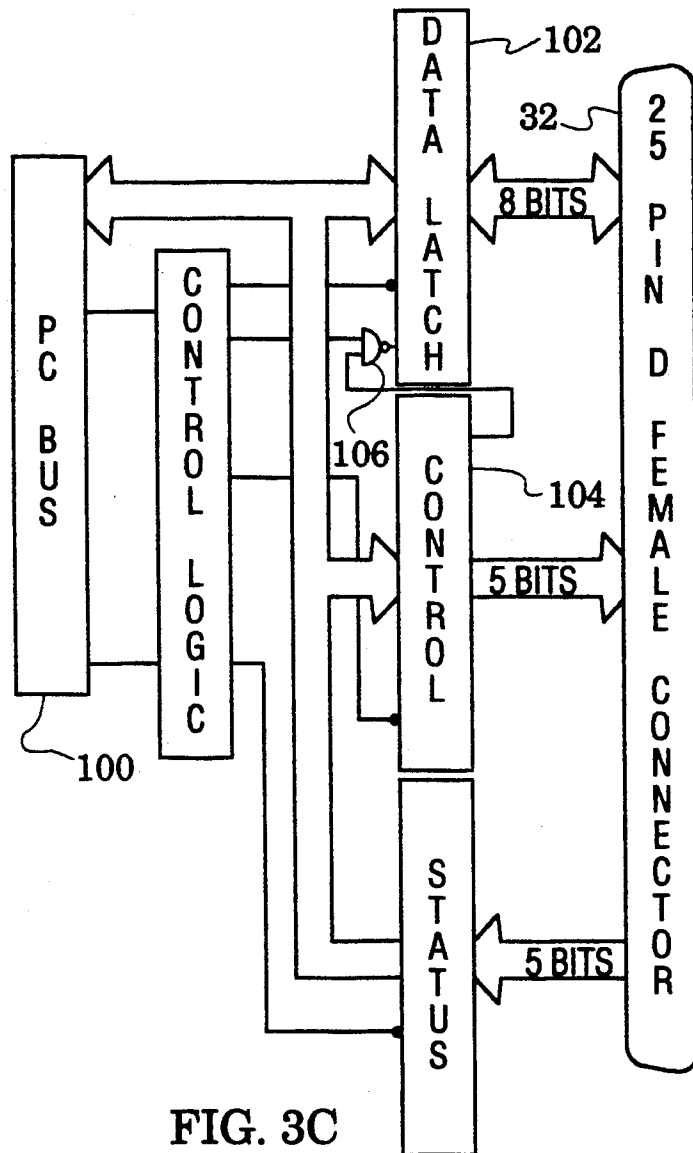 DATA LATCH
102
32
25 PIN D FEMALE CONNECTOR
8 BITS
PC BUS
CONTROL LOGIC
106
CONTROL
104
5 BITS
100
STATUS
5 BITS
FIG. 3C